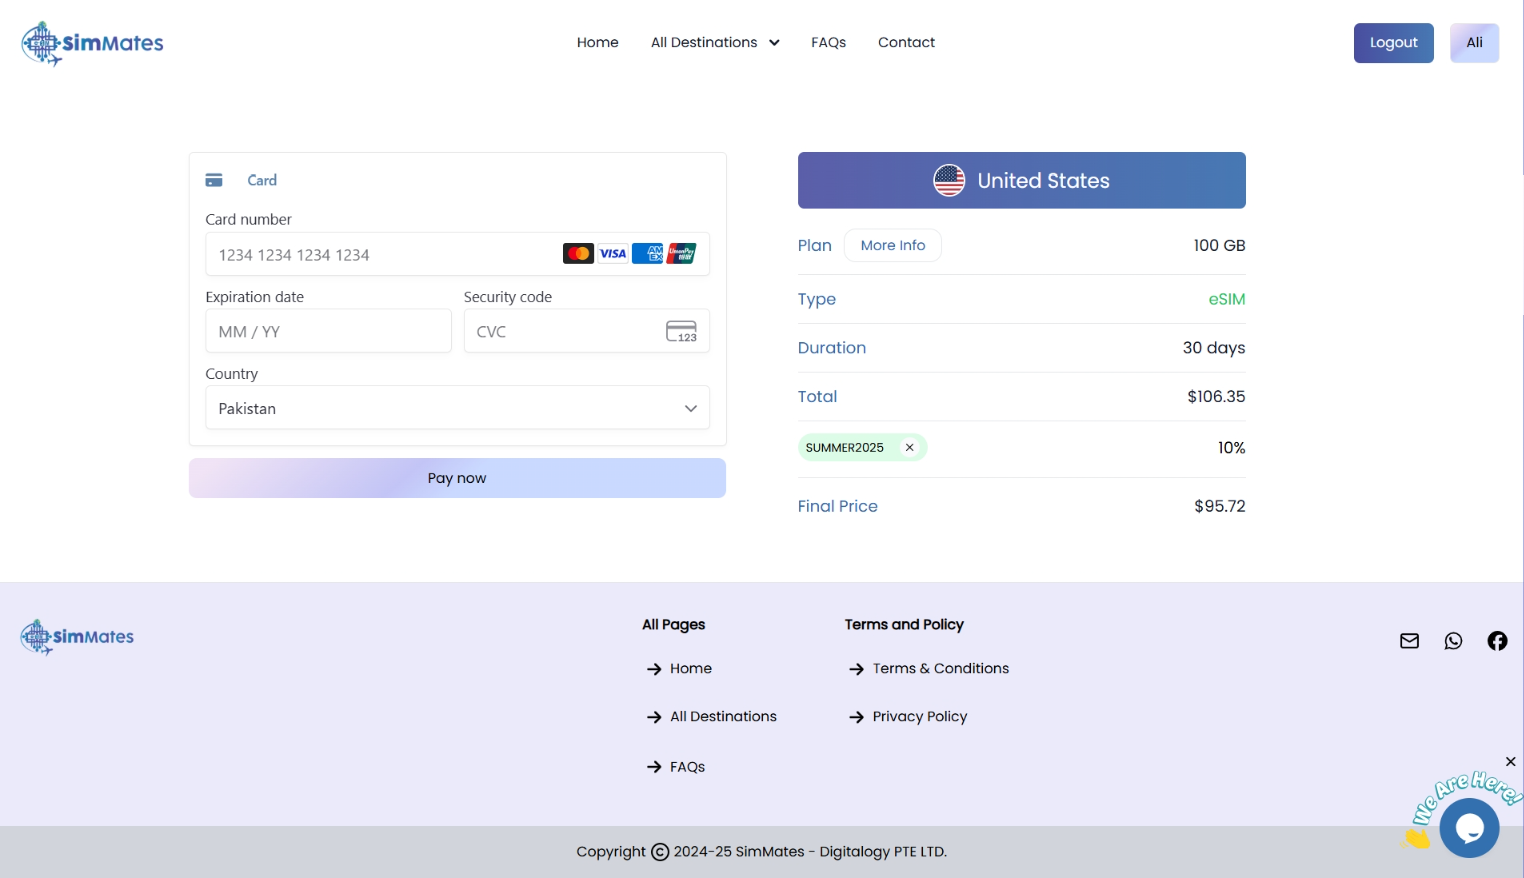 SimMates
Home
All Destinations
FAQs
Contact
Logout
Ali
Card
Card number
1234 1234 1234 1234
VISA
AMEX
UnionPay
Expiration date
Security code
MM / YY
CVC
123
Country
Pakistan
Pay now
United States
Plan
More Info
100 GB
Type
eSIM
Duration
30 days
Total
$106.35
SUMMER2025
10%
Final Price
$95.72
SimMates
All Pages
Home
All Destinations
FAQs
Terms and Policy
Terms & Conditions
Privacy Policy
We Are Here!
Copyright © 2024-25 SimMates - Digitalogy PTE LTD.